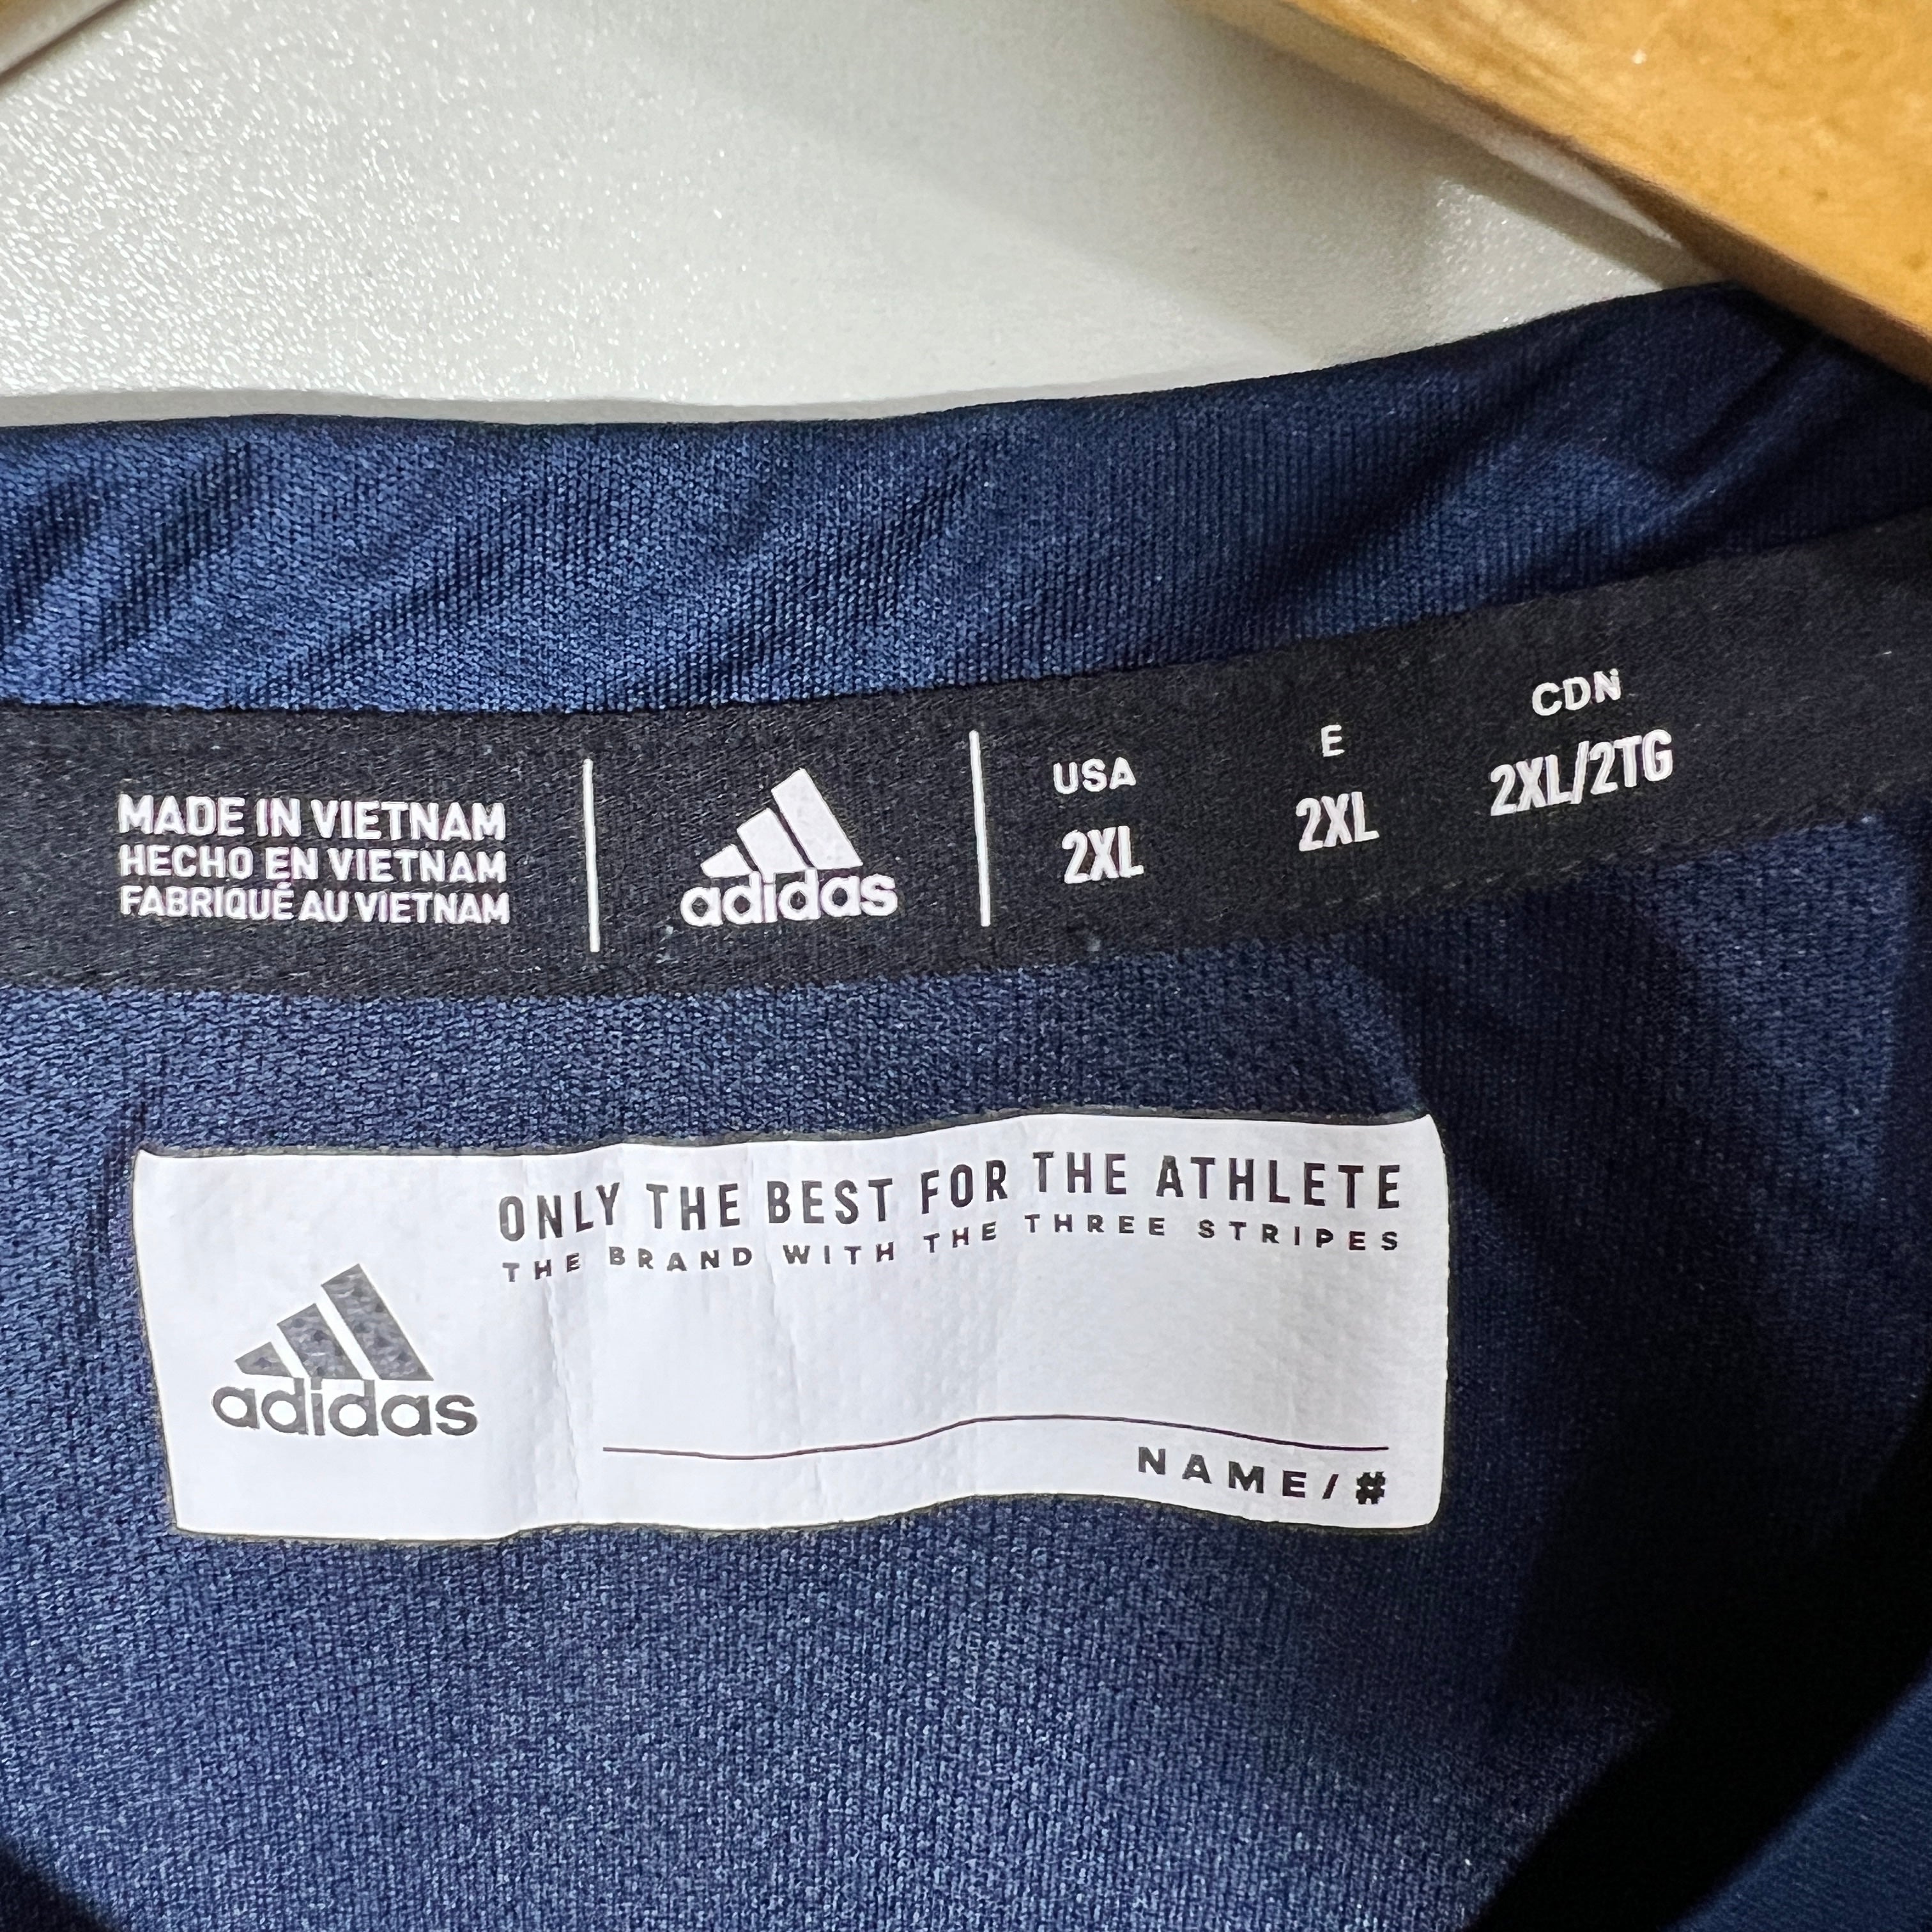 MADE IN VIETNAM
HECHO EN VIETNAM
FABRIQUÉ AU VIETNAM
adidas
USA
2XL
E
2XL
CDN
2XL/2TG
ONLY THE BEST FOR THE ATHLETE
THE BRAND WITH THE THREE STRIPES
adidas
NAME/#